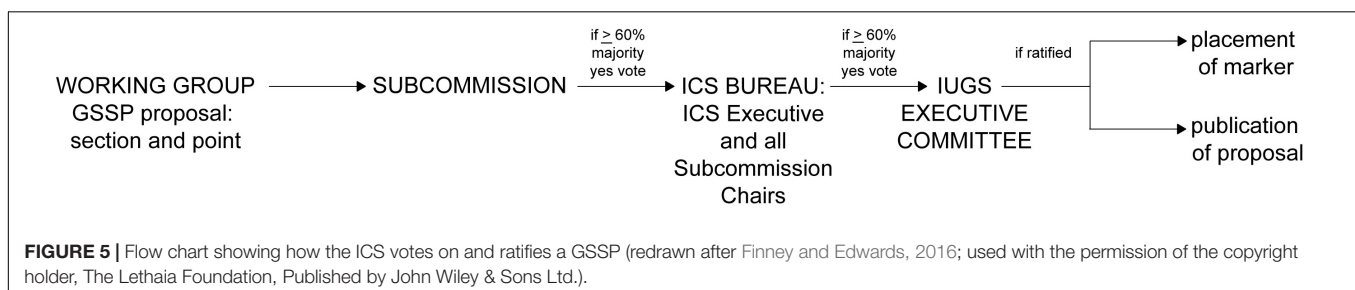 WORKING GROUP
GSSP proposal:
section and point
SUBCOMMISSION
if > 60%
majority
yes vote
ICS BUREAU:
ICS Executive
and all
Subcommission
Chairs
if > 60%
majority
yes vote
IUGS
EXECUTIVE
COMMITTEE
if ratified
placement
of marker
publication
of proposal
FIGURE 5 | Flow chart showing how the ICS votes on and ratifies a GSSP (redrawn after Finney and Edwards, 2016; used with the permission of the copyright
holder, The Lethaia Foundation, Published by John Wiley & Sons Ltd.).